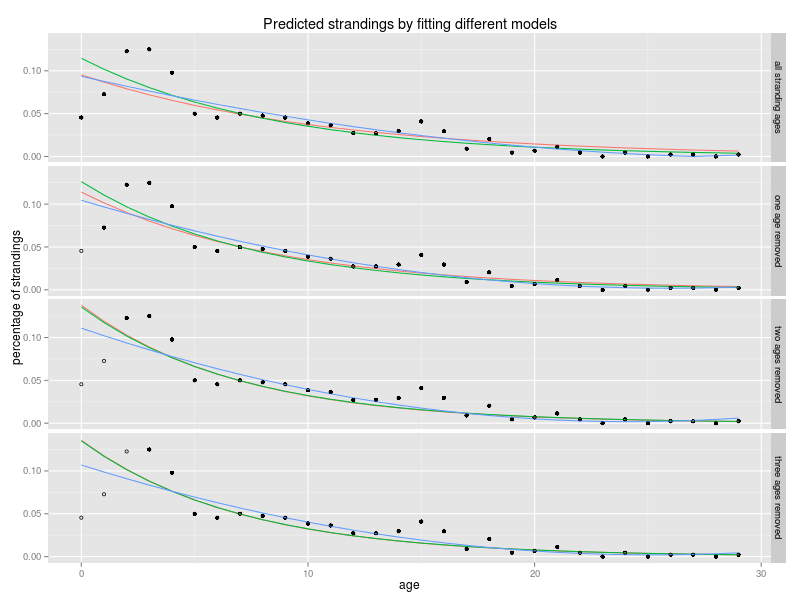 Predicted strandings by fitting different models
percentage of strandings
0.10
0.05
0.00
all stranding ages
0.10
0.05
0.00
one age removed
0.10
0.05
0.00
two ages removed
0.10
0.05
0.00
three ages removed
0
10
20
30
age